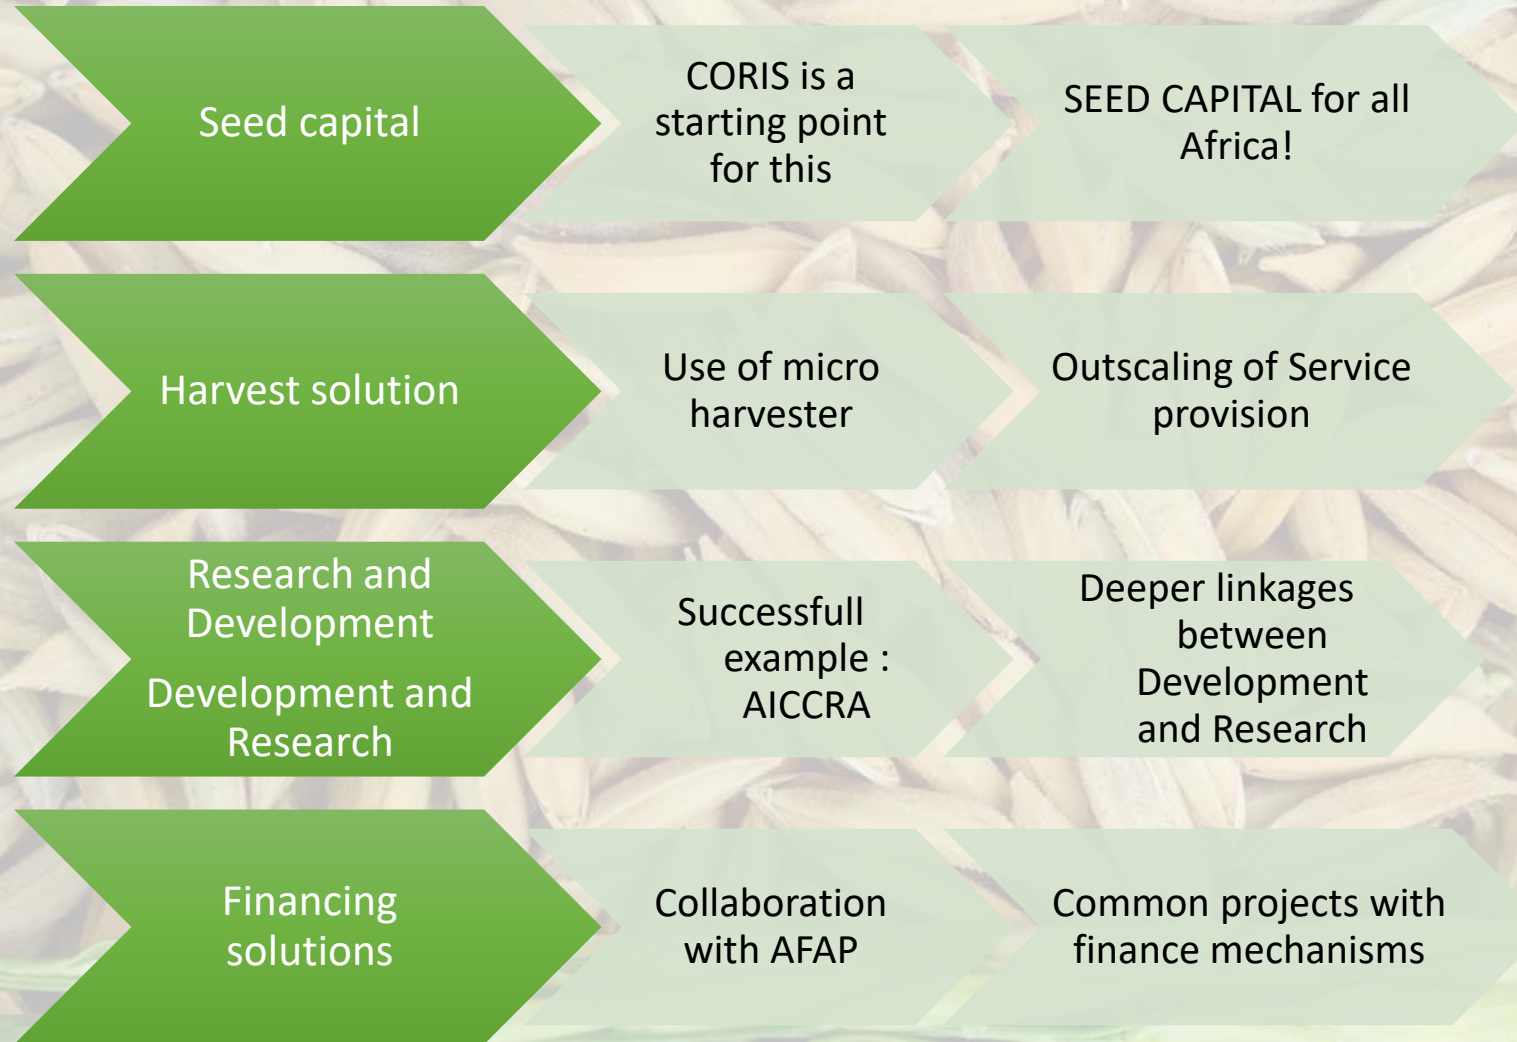 Seed capital
CORIS is a
starting point
for this
SEED CAPITAL for all
Africa!
Harvest solution
Use of micro
harvester
Outscaling of Service
provision
Research and
Development
Development and
Research
Successfull
example :
AICCRA
Deeper linkages
between
Development
and Research
Financing
solutions
Collaboration
with AFAP
Common projects with
finance mechanisms